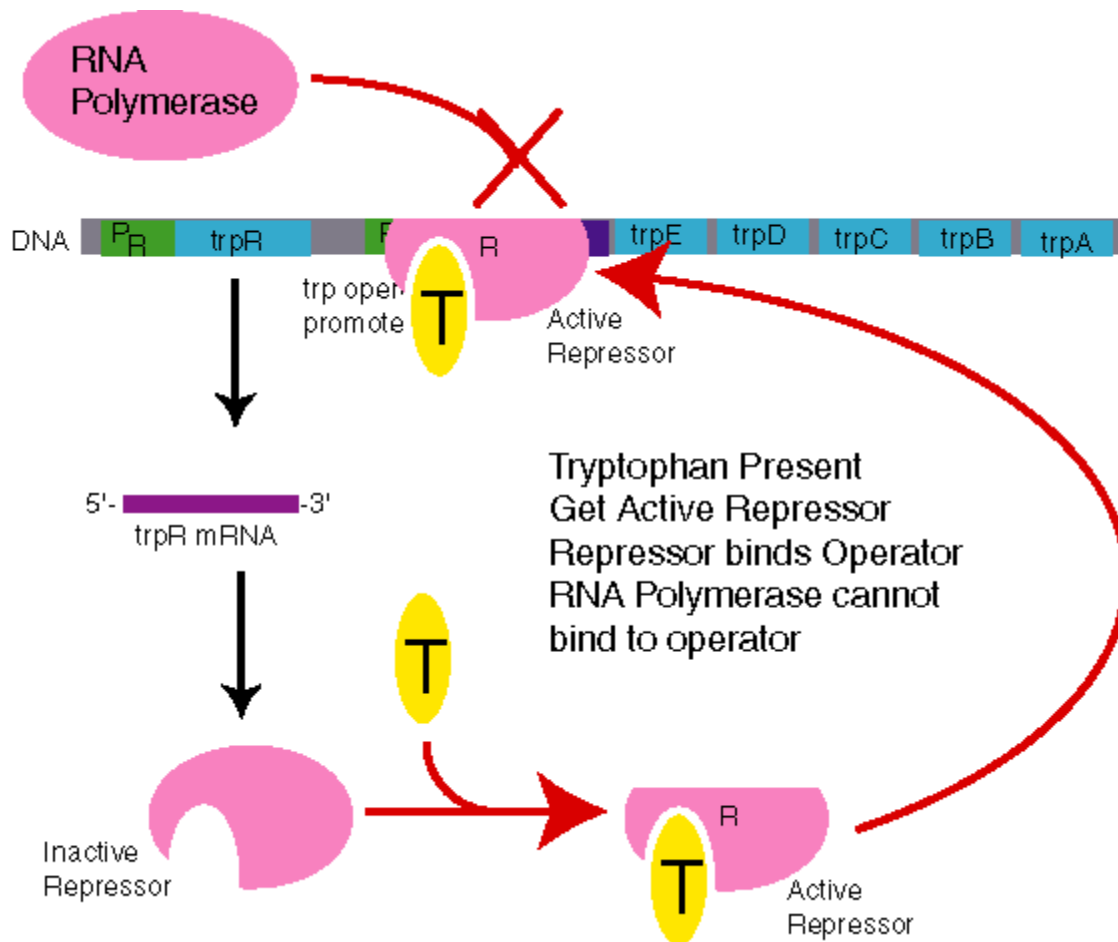 RNA
Polymerase
DNA
PR
trpR
P
R
trpE
trpD
trpC
trpB
trpA
trp oper
promote
T
Active
Repressor
Tryptophan Present
Get Active Repressor
Repressor binds Operator
RNA Polymerase cannot
bind to operator
5'-
-3'
trpR mRNA
T
Inactive
Repressor
R
T
Active
Repressor